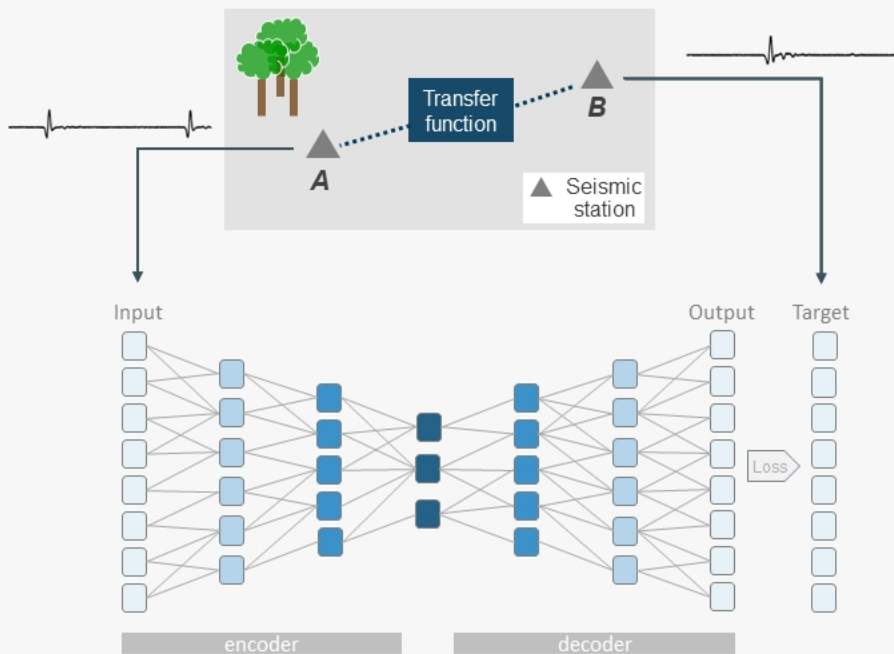 Transfer
function
B
A
Seismic
station
Input
Output
Target
Loss
encoder
decoder